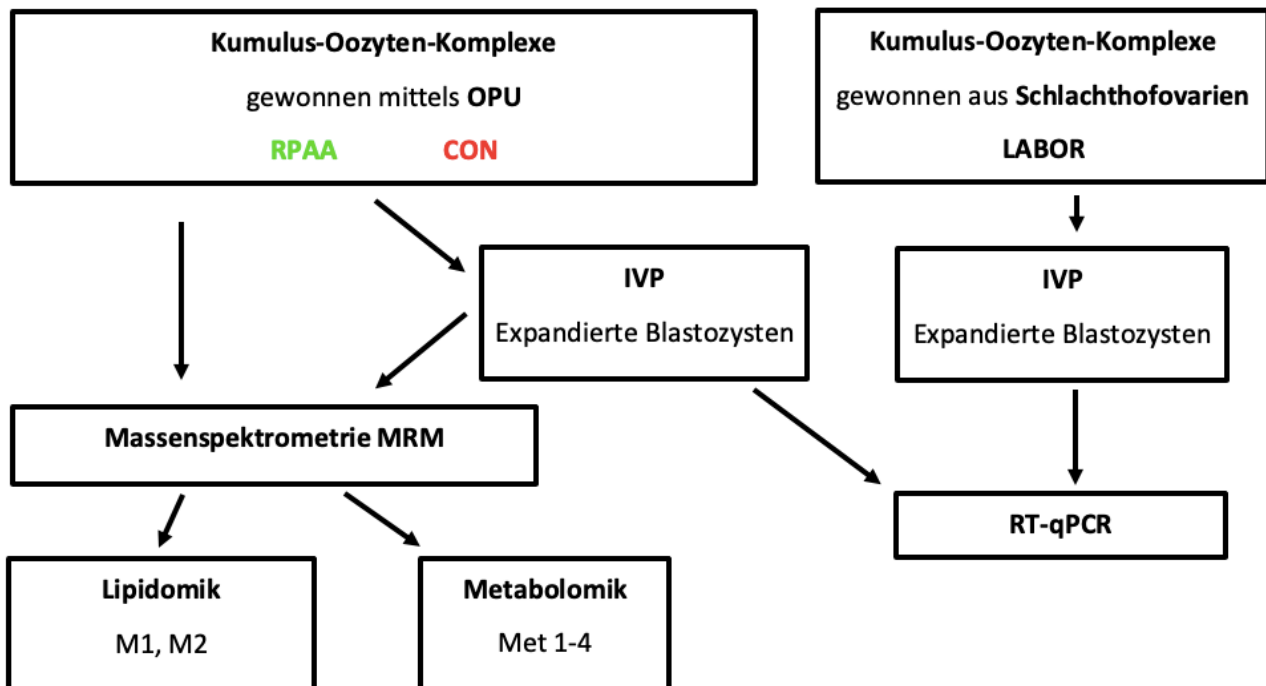 Kumulus-Oozyten-Komplexe
gewonnen mittels OPU
RPAA CON
Kumulus-Oozyten-Komplexe
gewonnen aus Schlachthofovarien
LABOR
IVP
Expandierte Blastozysten
IVP
Expandierte Blastozysten
Massenspektrometrie MRM
RT-qPCR
Lipidomik
M1, M2
Metabolomik
Met 1-4